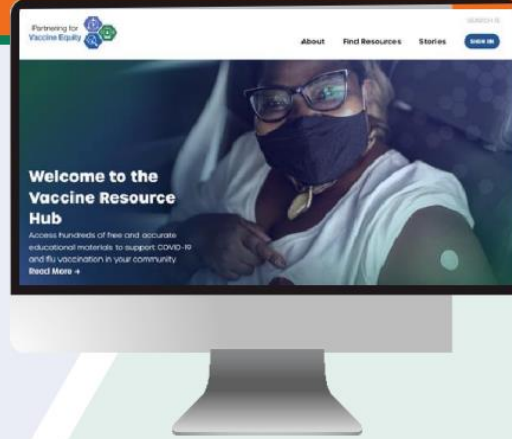 Partnering for
Vaccine Equity
SEARCH
About Find Resources Stories SIGN IN
Welcome to the
Vaccine Resource
Hub
Access hundreds of free and accurate
educational materials to support COVID-19
and flu vaccination in your community.
Read More →